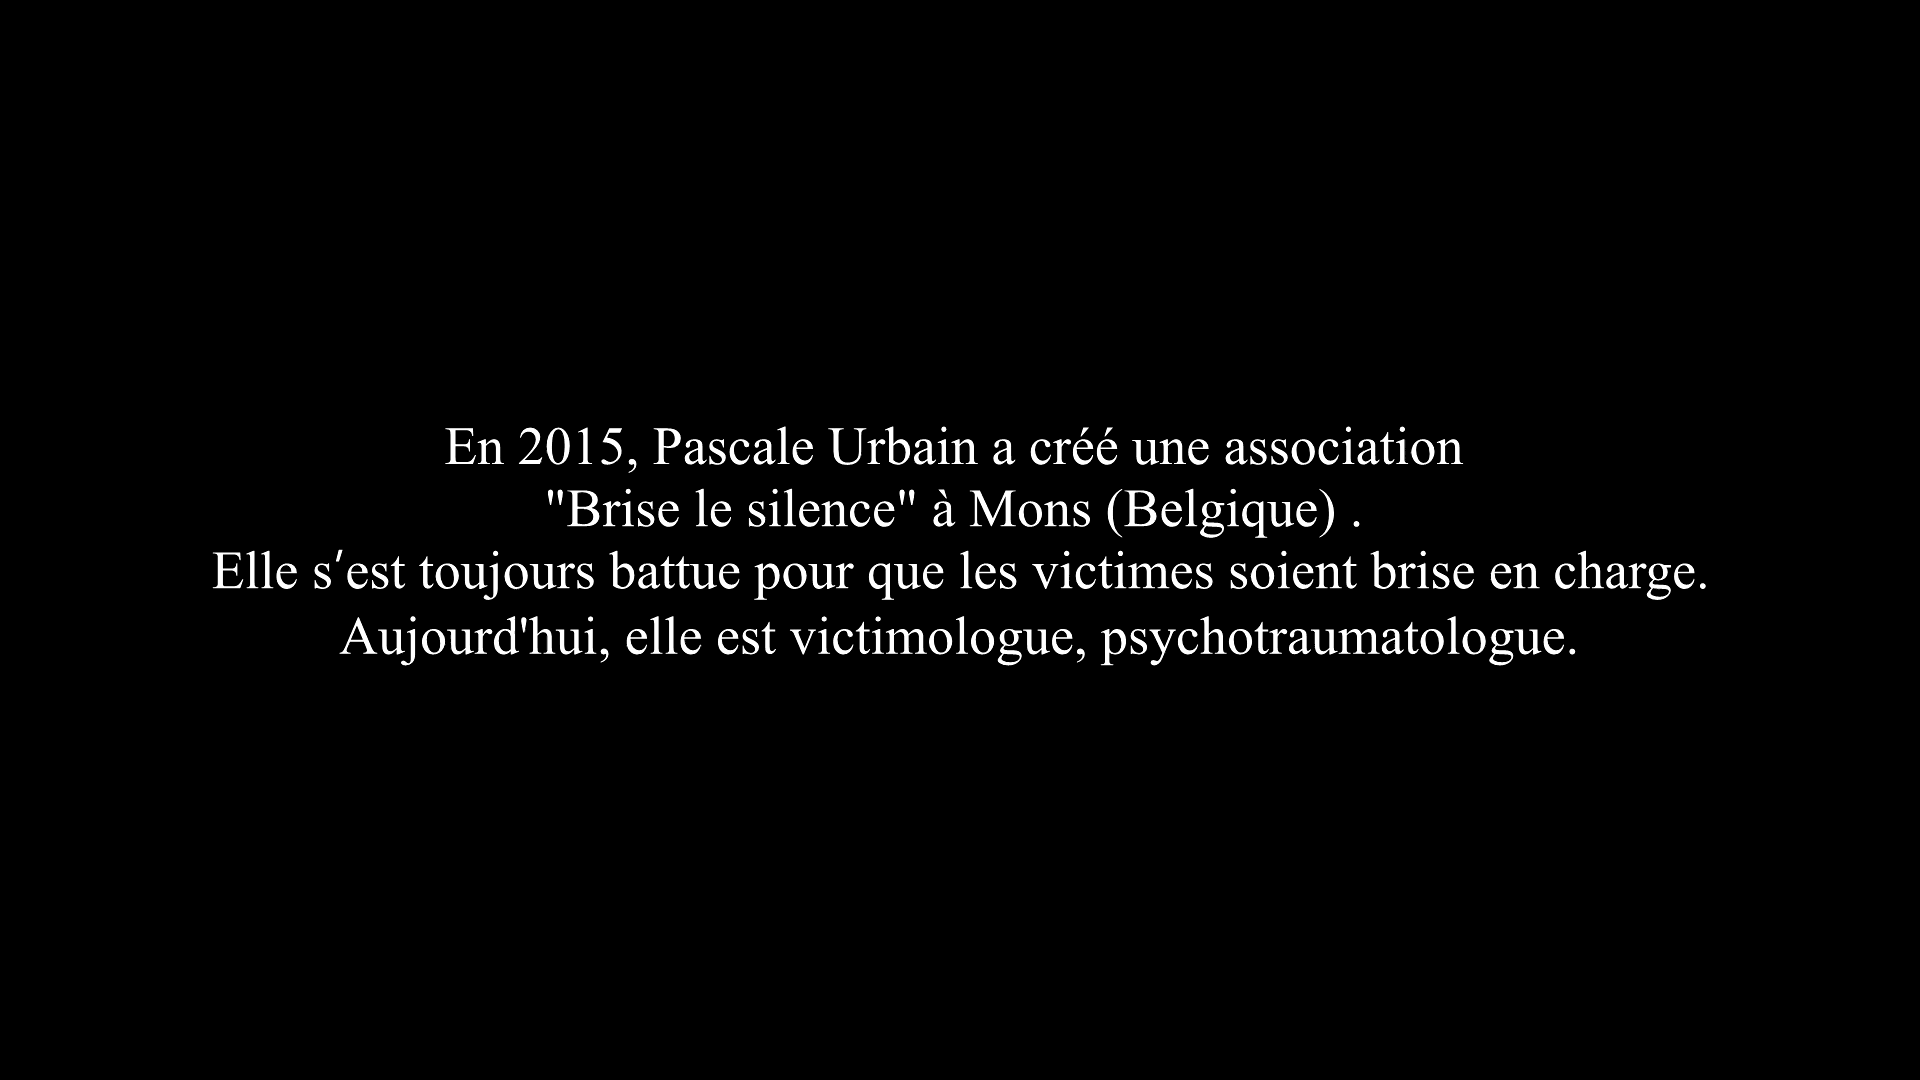 En 2015, Pascale Urbain a créé une association
"Brise le silence" à Mons (Belgique) .
Elle s′est toujours battue pour que les victimes soient brise en charge.
Aujourd'hui, elle est victimologue, psychotraumatologue.